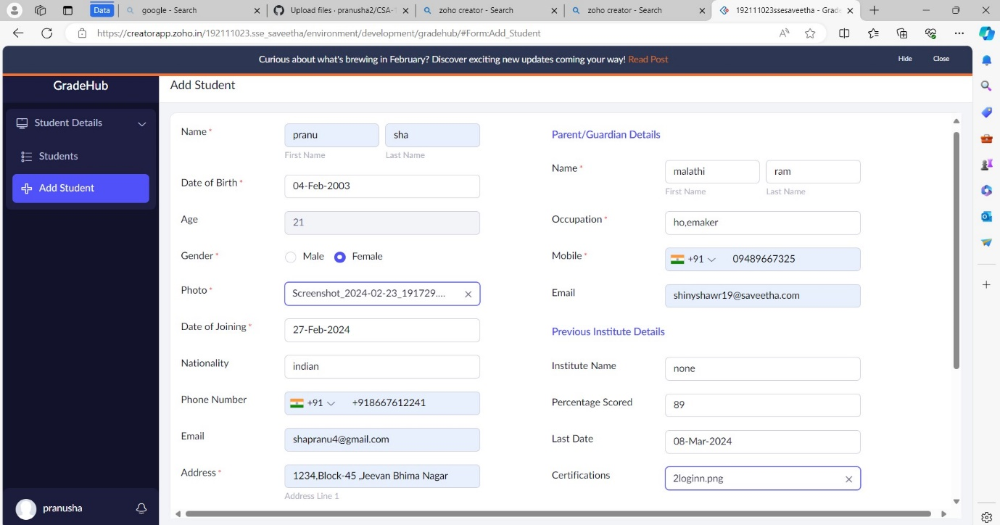 Data
google - Search
Upload files · pranusha2/CSA-1
zoho creator - Search
zoho creator - Search
192111023ssesaveetha - Grade
https://creatorapp.zoho.in/192111023.sse_saveetha/environment/development/gradehub/#Form:Add_Student
Curious about what's brewing in February? Discover exciting new updates coming your way! Read Post
Hide
Close
GradeHub
Student Details
Students
Add Student
pranusha
Add Student
Name *
pranu
sha
First Name
Last Name
Date of Birth *
04-Feb-2003
Age
21
Gender *
Male
Female
Photo *
Screenshot_2024-02-23_191729....
Date of Joining *
27-Feb-2024
Nationality
indian
Phone Number
+91
+918667612241
Email
shapranu4@gmail.com
Address *
1234,Block-45 ,Jeevan Bhima Nagar
Address Line 1
Parent/Guardian Details
Name *
malathi
ram
First Name
Last Name
Occupation *
ho,emaker
Mobile *
+91
09489667325
Email
shinyshawr19@saveetha.com
Previous Institute Details
Institute Name
none
Percentage Scored
89
Last Date
08-Mar-2024
Certifications
2loginn.png